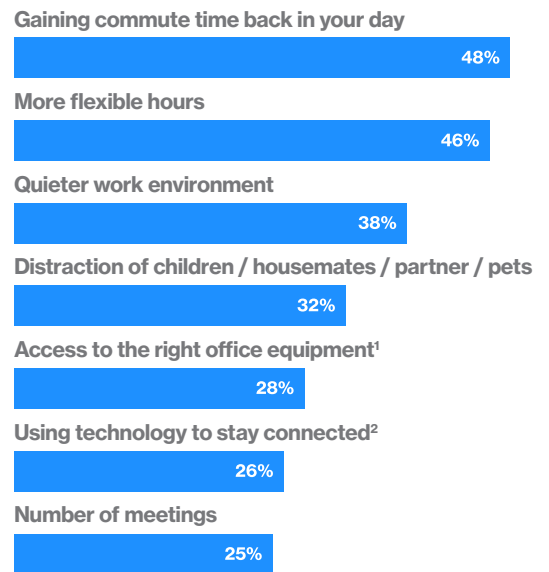 Gaining commute time back in your day
48%
More flexible hours
46%
Quieter work environment
38%
Distraction of children / housemates / partner / pets
32%
Access to the right office equipment¹
28%
Using technology to stay connected²
26%
Number of meetings
25%